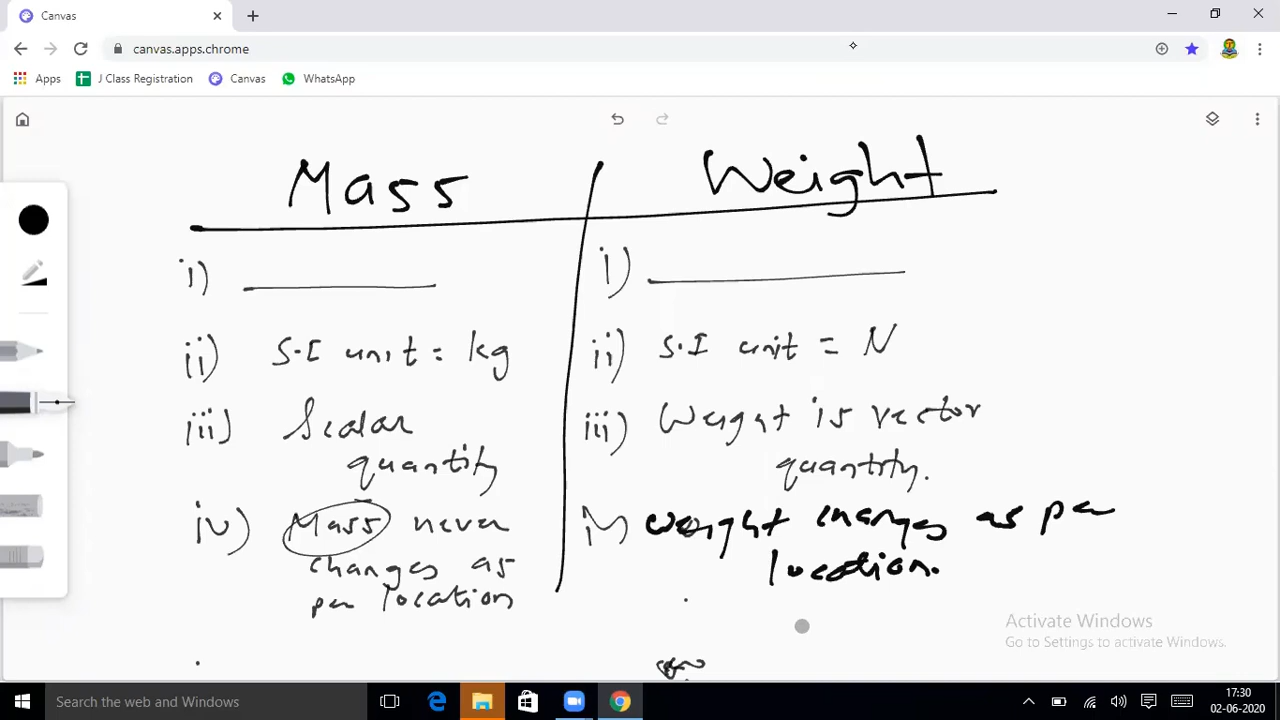 Canvas
canvas.apps.chrome
Apps J Class Registration Canvas WhatsApp
Mass Weight
i) i)
ii) S.I unit = kg ii) S.I unit = N
iii) Scalar iii) Weight is vector
quantity quantity.
iv) Mass never iv) Weight changes as per
changes as location.
per location
Activate Windows
Go to Settings to activate Windows.
Search the web and Windows
17:30
02-06-2020